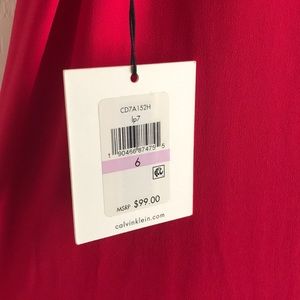 CD7A152H
lp7
1 90466 87475 5
6
MSRP $99.00
calvinklein.com